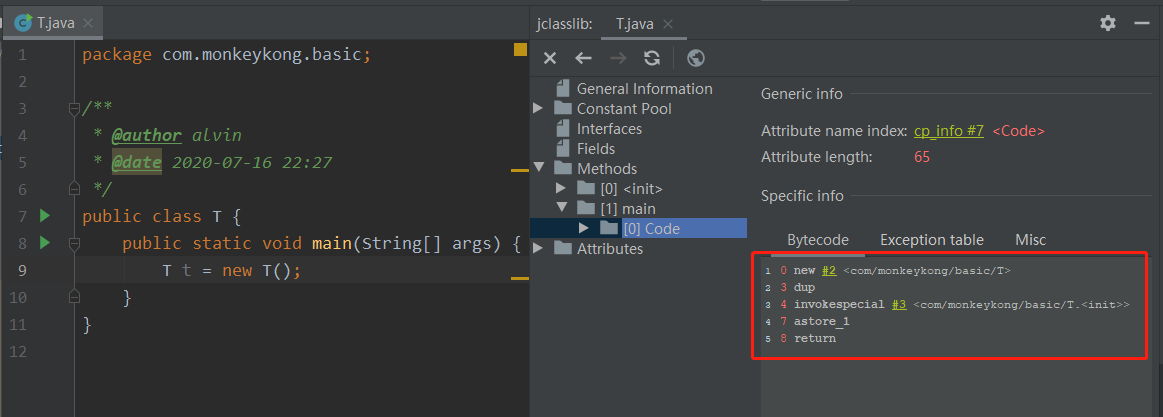 T.java
1 package com.monkeykong.basic;
2
3 /**
4 * @author alvin
5 * @date 2020-07-16 22:27
6 */
7 public class T {
8 public static void main(String[] args) {
9 T t = new T();
10 }
11 }
12
jclasslib: T.java
General Information
Constant Pool
Interfaces
Fields
Methods
[0] <init>
[1] main
[0] Code
Attributes
Generic info
Attribute name index: cp_info #7 <Code>
Attribute length: 65
Specific info
Bytecode Exception table Misc
1 0 new #2 <com/monkeykong/basic/T>
2 3 dup
3 4 invokespecial #3 <com/monkeykong/basic/T.<init>>
4 7 astore_1
5 8 return